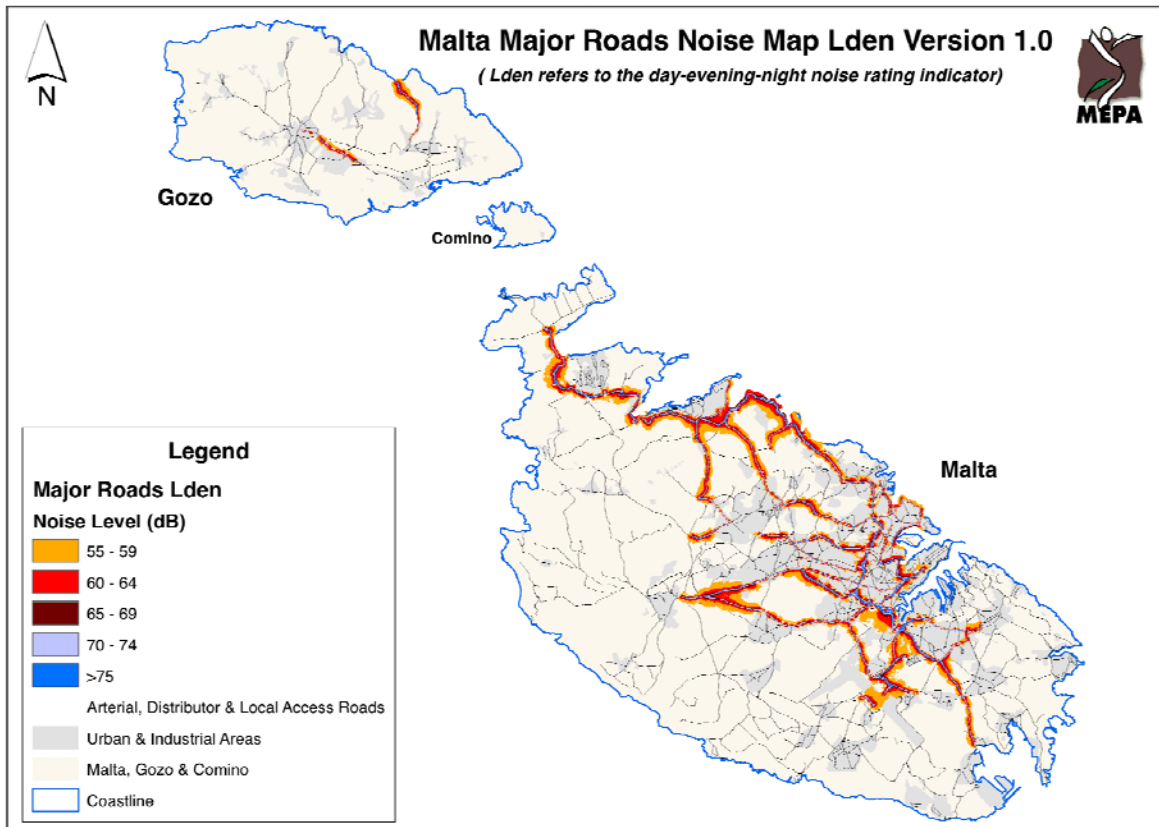 Malta Major Roads Noise Map Lden Version 1.0
( Lden refers to the day-evening-night noise rating indicator)
MEPA
N
Gozo
Comino
Malta
Legend
Major Roads Lden
Noise Level (dB)
55 - 59
60 - 64
65 - 69
70 - 74
>75
Arterial, Distributor & Local Access Roads
Urban & Industrial Areas
Malta, Gozo & Comino
Coastline